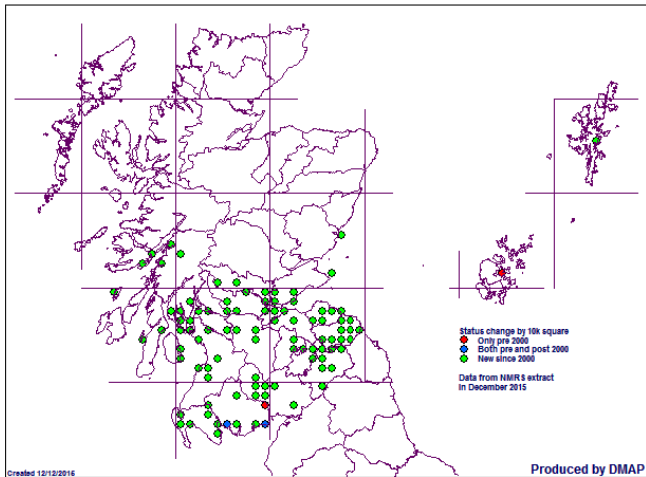 Status change by 10k square
Only pre 2000
Both pre and post 2000
New since 2000
Data from NMRS extract
in December 2015
Created 12/12/2016
Produced by DMAP